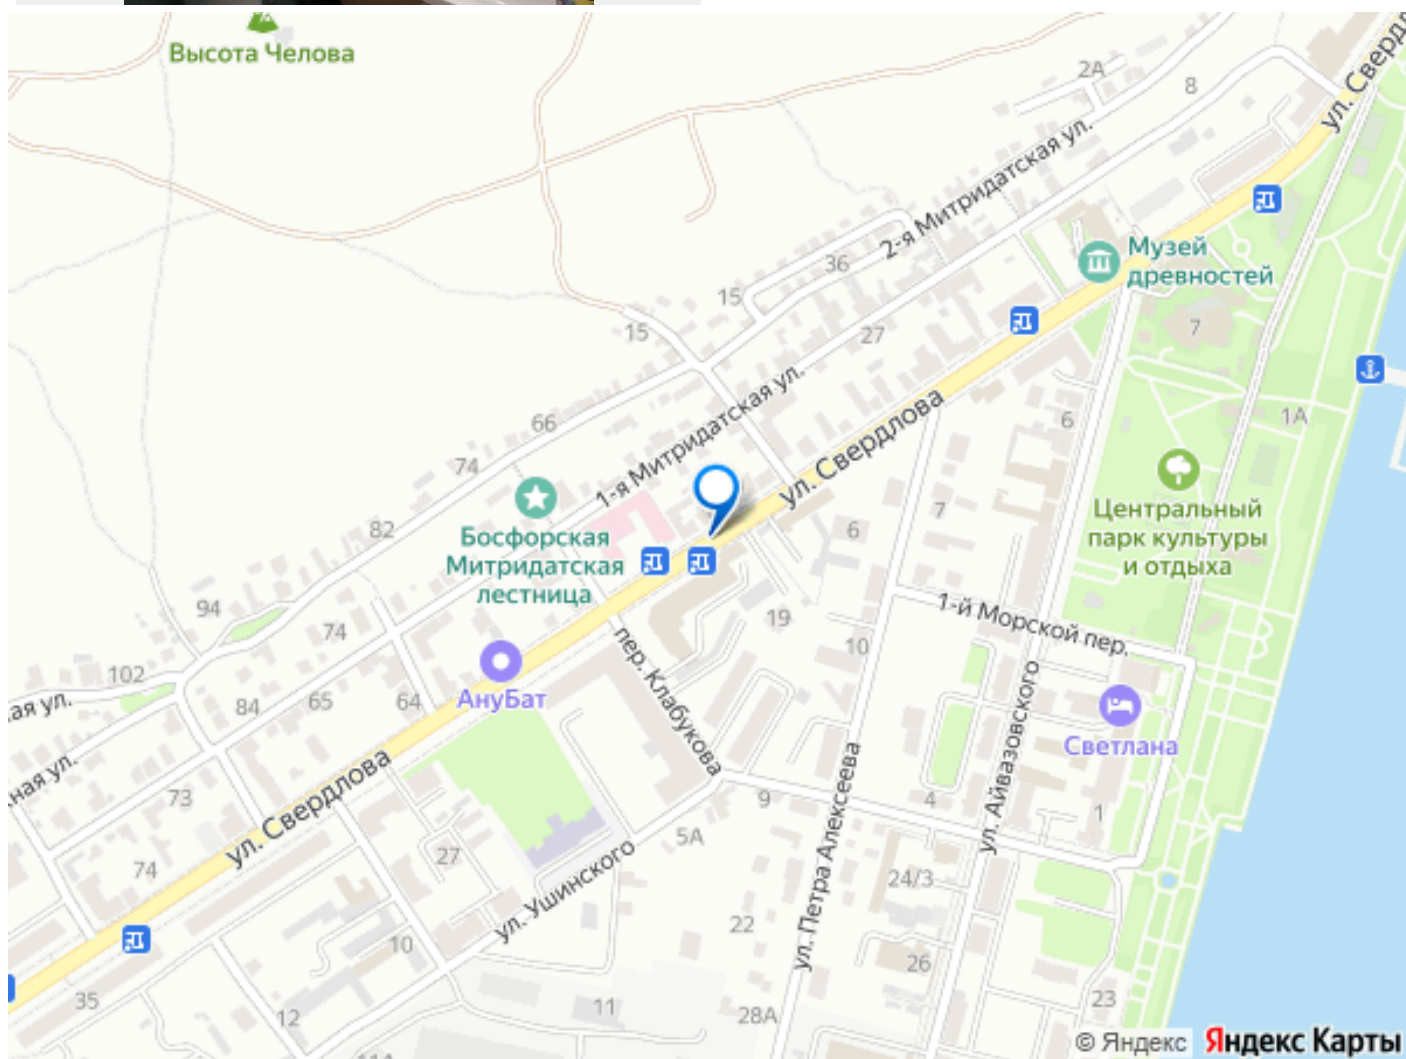 Высота Челова
2А
8
ул. Сверд
2-я Митридатская ул.
36
15
15
Музей
древностей
7
27
1-я Митридатская ул.
66
74
82
6
1А
ул. Свердлова
Босфорская
Митридатская
лестница
6
7
Центральный
парк культуры
и отдыха
94
74
102
19
10
1-й Морской пер.
ая ул.
84
65
64
АнуБат
пер. Клабукова
Светлана
ная ул.
73
ул. Свердлова
9
4
1
ул. Айвазовского
ул. Петра Алексеева
74
27
5А
ул. Ушинского
24/3
22
10
26
35
12
11
28А
23
11А
© Яндекс Яндекс Карты